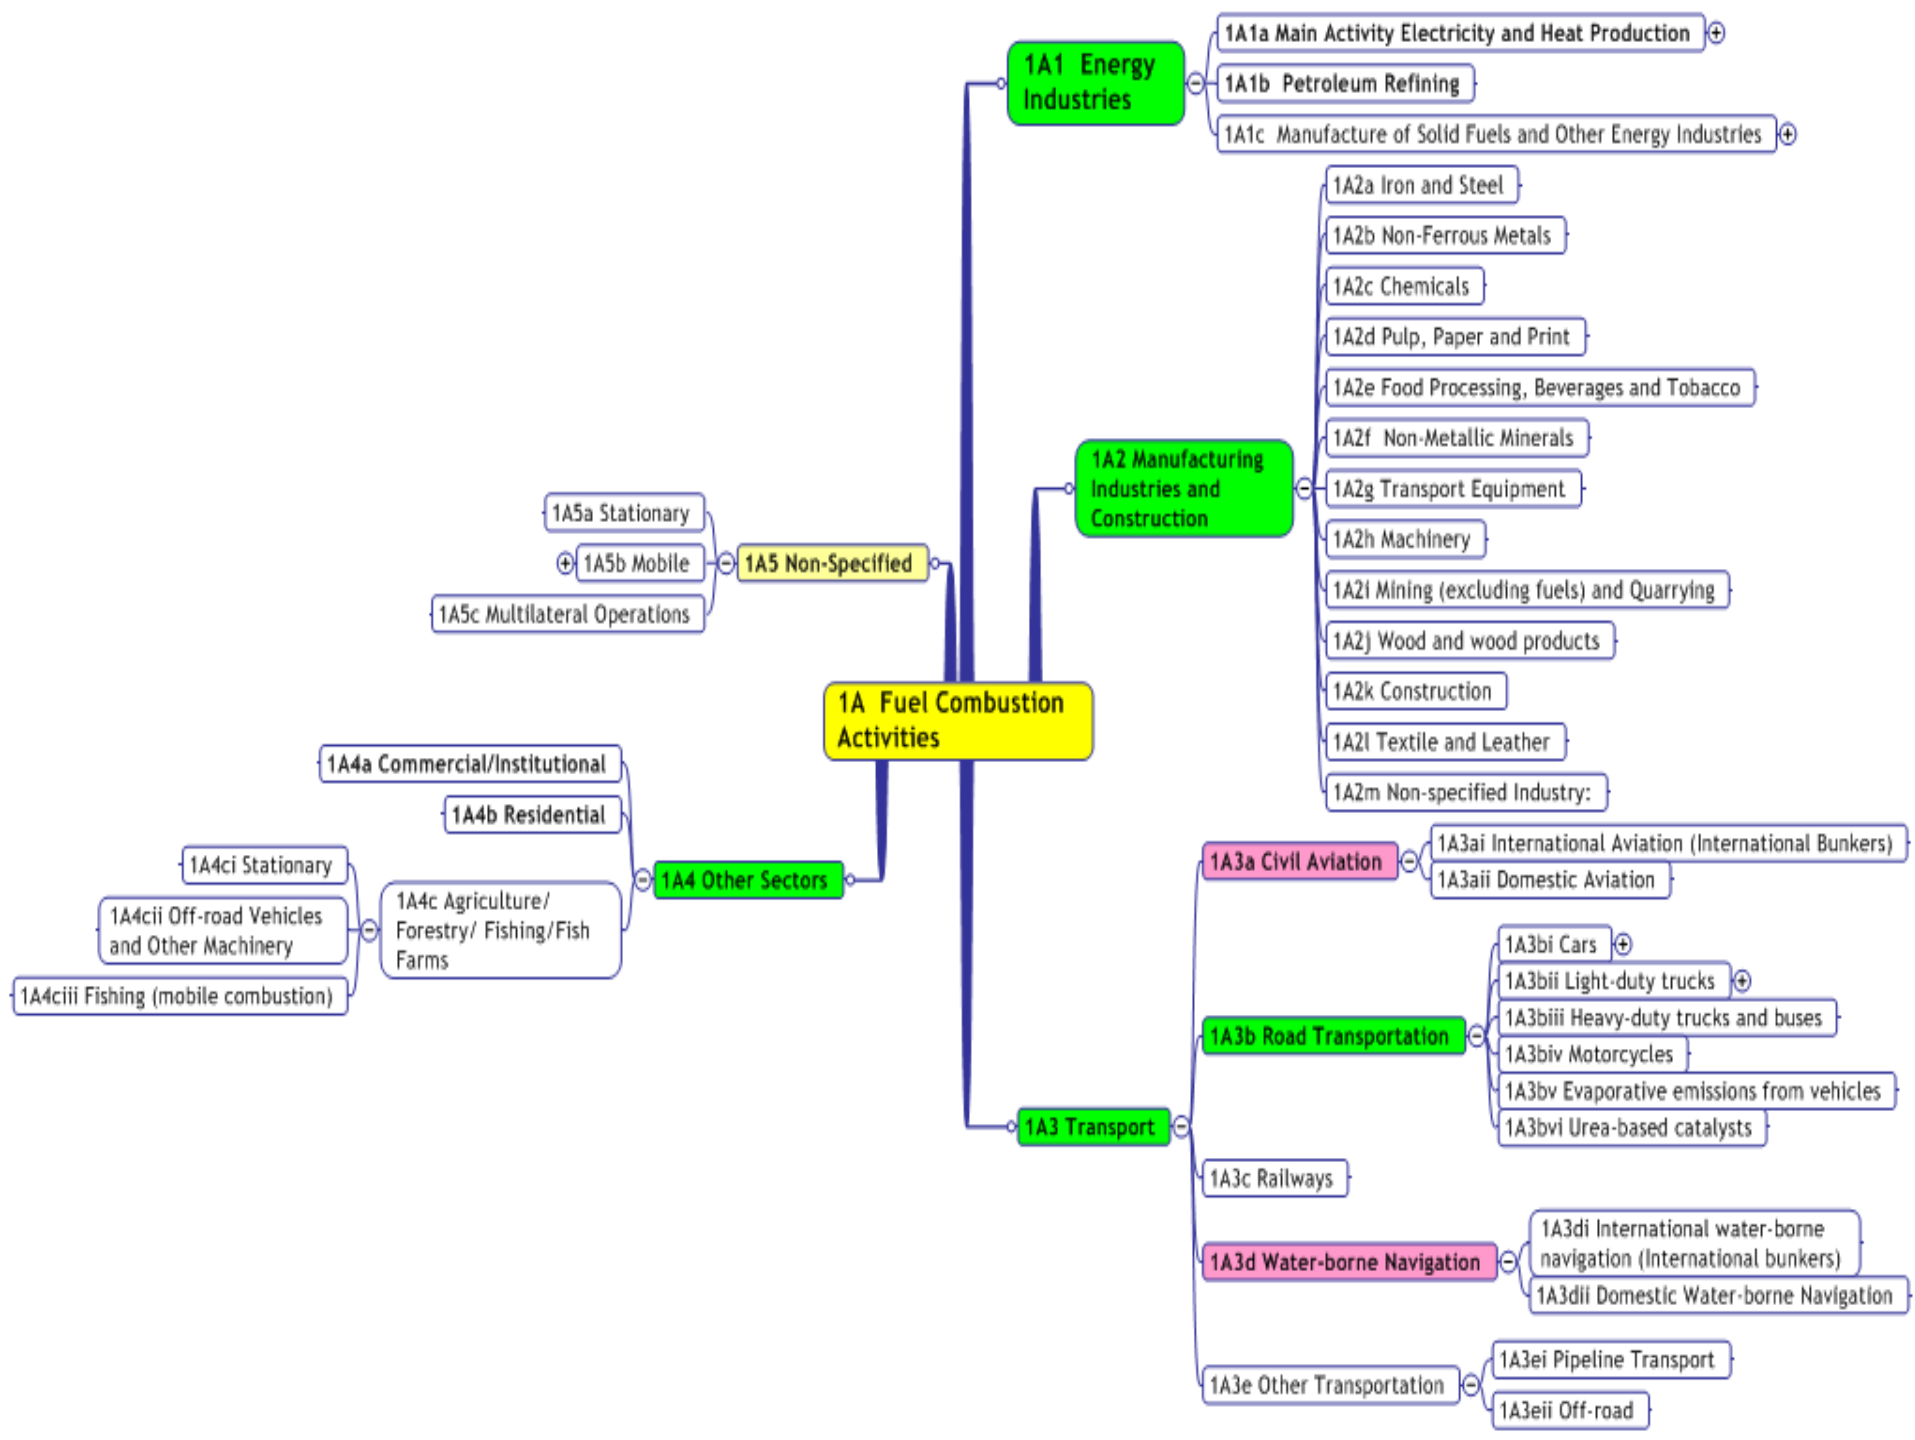 1A  Fuel Combustion
Activities
1A1  Energy
Industries
1A1a Main Activity Electricity and Heat Production
1A1b  Petroleum Refining
1A1c  Manufacture of Solid Fuels and Other Energy Industries
1A2 Manufacturing
Industries and
Construction
1A2a Iron and Steel
1A2b Non-Ferrous Metals
1A2c Chemicals
1A2d Pulp, Paper and Print
1A2e Food Processing, Beverages and Tobacco
1A2f  Non-Metallic Minerals
1A2g Transport Equipment
1A2h Machinery
1A2i Mining (excluding fuels) and Quarrying
1A2j Wood and wood products
1A2k Construction
1A2l Textile and Leather
1A2m Non-specified Industry:
1A3 Transport
1A3a Civil Aviation
1A3ai International Aviation (International Bunkers)
1A3aii Domestic Aviation
1A3b Road Transportation
1A3bi Cars
1A3bii Light-duty trucks
1A3biii Heavy-duty trucks and buses
1A3biv Motorcycles
1A3bv Evaporative emissions from vehicles
1A3bvi Urea-based catalysts
1A3c Railways
1A3d Water-borne Navigation
1A3di International water-borne
navigation (International bunkers)
1A3dii Domestic Water-borne Navigation
1A3e Other Transportation
1A3ei Pipeline Transport
1A3eii Off-road
1A4 Other Sectors
1A4a Commercial/Institutional
1A4b Residential
1A4c Agriculture/
Forestry/ Fishing/Fish
Farms
1A4ci Stationary
1A4cii Off-road Vehicles
and Other Machinery
1A4ciii Fishing (mobile combustion)
1A5 Non-Specified
1A5a Stationary
1A5b Mobile
1A5c Multilateral Operations